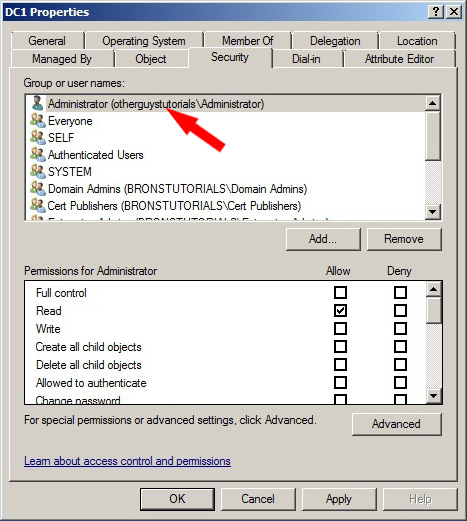 DC1 Properties
General Operating System Member Of Delegation Location
Managed By Object Security Dial-in Attribute Editor
Group or user names:
Administrator (otherguystutorials\Administrator)
Everyone
SELF
Authenticated Users
SYSTEM
Domain Admins (BRONSTUTORIALS\Domain Admins)
Cert Publishers (BRONSTUTORIALS\Cert Publishers)
Add... Remove
Permissions for Administrator Allow Deny
Full control
Read
Write
Create all child objects
Delete all child objects
Allowed to authenticate
Change password
For special permissions or advanced settings, click Advanced. Advanced
Learn about access control and permissions
OK Cancel Apply Help